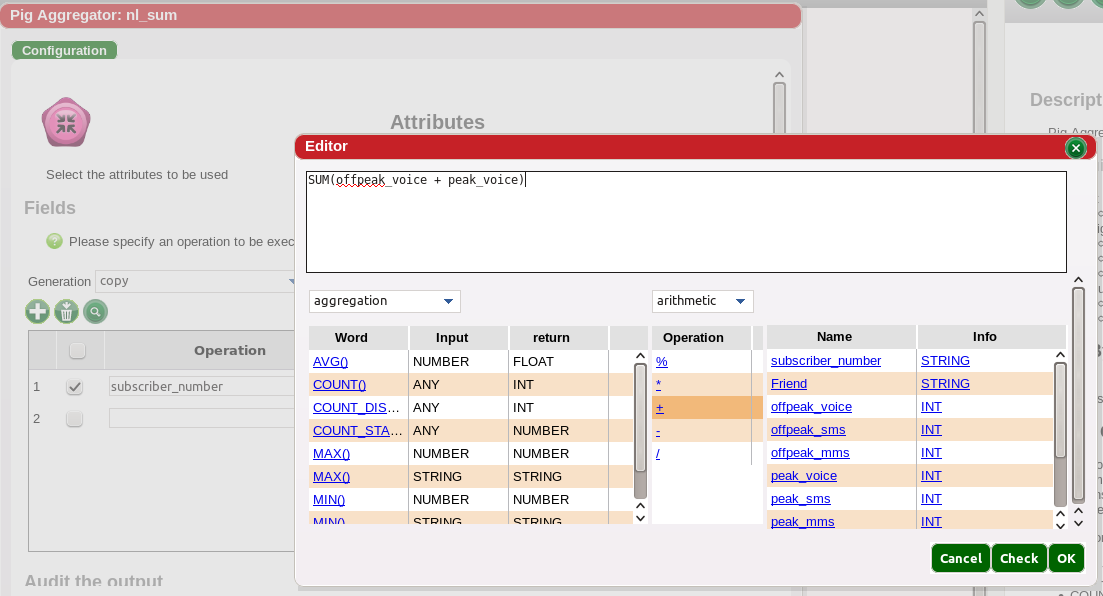 Pig Aggregator: nl_sum
Configuration
Attributes
Select the attributes to be used
Fields
Please specify an operation to be exec
Generation copy
Operation
1 subscriber_number
2
Audit the output
Descript
Pig Aggre
Editor
SUM(offpeak_voice + peak_voice)
aggregation arithmetic
Word Input return Operation Name Info
AVG() NUMBER FLOAT % subscriber_number STRING
COUNT() ANY INT * Friend STRING
COUNT_DIS... ANY INT + offpeak_voice INT
COUNT_STA... ANY NUMBER - offpeak_sms INT
MAX() NUMBER NUMBER / offpeak_mms INT
MAX() STRING STRING peak_voice INT
MIN() NUMBER NUMBER peak_sms INT
MIN() STRING STRING peak_mms INT
Cancel Check OK
COUN